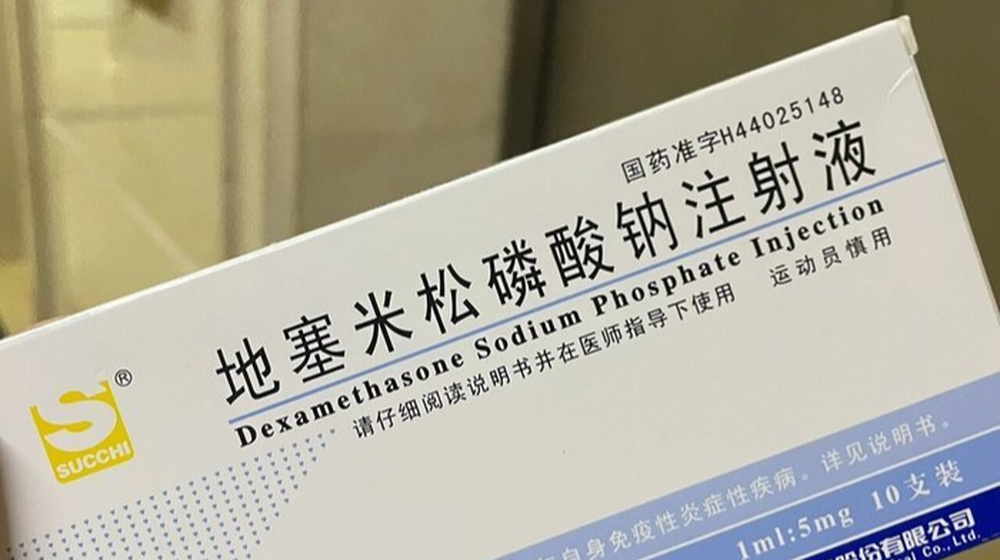 国药准字H44025148
地塞米松磷酸钠注射液
Dexamethasone Sodium Phosphate Injection
请仔细阅读说明书并在医师指导下使用 运动员慎用
SUCCHI
®
自身免疫性炎症性疾病。详见说明书。
1ml:5mg 10支装
股份有限公司
Co., Ltd.